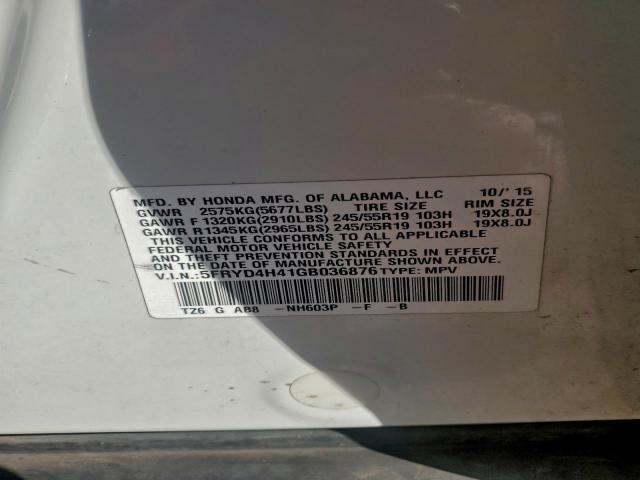 MFD. BY HONDA MFG. OF ALABAMA, LLC 10/'15
GVWR 2575KG(5677LBS) TIRE SIZE RIM SIZE
GAWR F 1320KG(2910LBS) 245/55R19 103H 19X8.0J
GAWR R1345KG(2965LBS) 245/55R19 103H 19X8.0J
THIS VEHICLE CONFORMS TO ALL APPLICABLE
FEDERAL MOTOR VEHICLE SAFETY
AND THEFT PREVENTION STANDARDS IN EFFECT
ON THE DATE OF MANUFACTURE SHOWN ABOVE.
V.I.N.:5FRYD4H41GB036876 TYPE: MPV
TZ6 G AB8 -NH603P -F -B